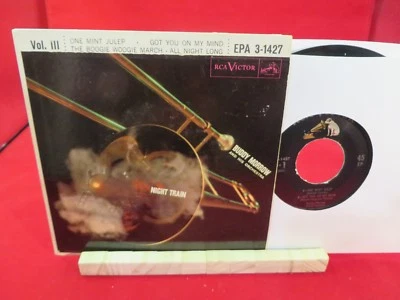 Vol. III
ONE MINT JULEP • GOT YOU ON MY MIND
THE BOOGIE WOOGIE MARCH - ALL NIGHT LONG
EPA 3-1427
RCA VICTOR
BUDDY MORROW
AND HIS ORCHESTRA
NIGHT TRAIN
45